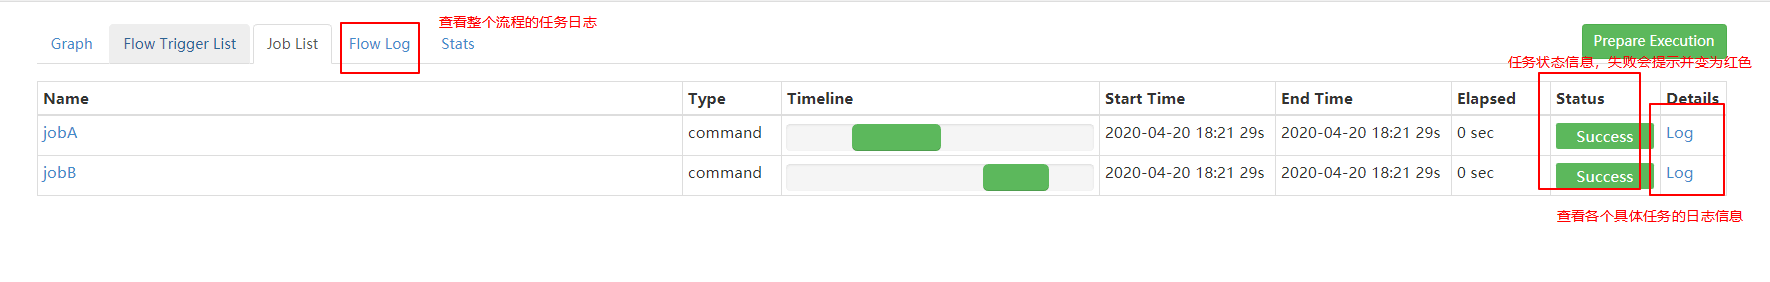 查看整个流程的任务日志
Graph Flow Trigger List Job List Flow Log Stats Prepare Execution
任务状态信息，失败会提示并变为红色
Name Type Timeline Start Time End Time Elapsed Status Details
jobA command 2020-04-20 18:21 29s 2020-04-20 18:21 29s 0 sec Success Log
jobB command 2020-04-20 18:21 29s 2020-04-20 18:21 29s 0 sec Success Log
查看各个具体任务的日志信息